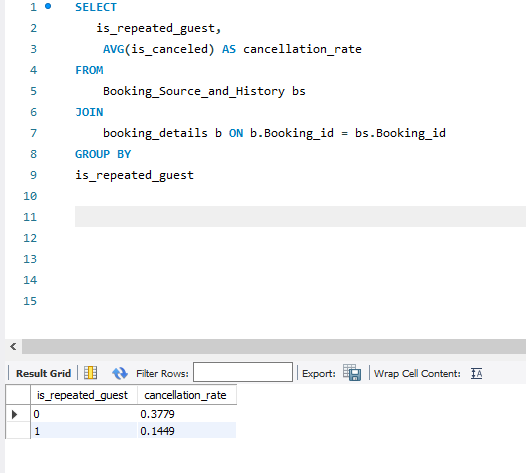 1 SELECT
2 is_repeated_guest,
3 AVG(is_canceled) AS cancellation_rate
4 FROM
5 Booking_Source_and_History bs
6 JOIN
7 booking_details b ON b.Booking_id = bs.Booking_id
8 GROUP BY
9 is_repeated_guest
10
11
12
13
14
15
Result Grid Filter Rows: Export: Wrap Cell Content: IA
is_repeated_guest cancellation_rate
0 0.3779
1 0.1449